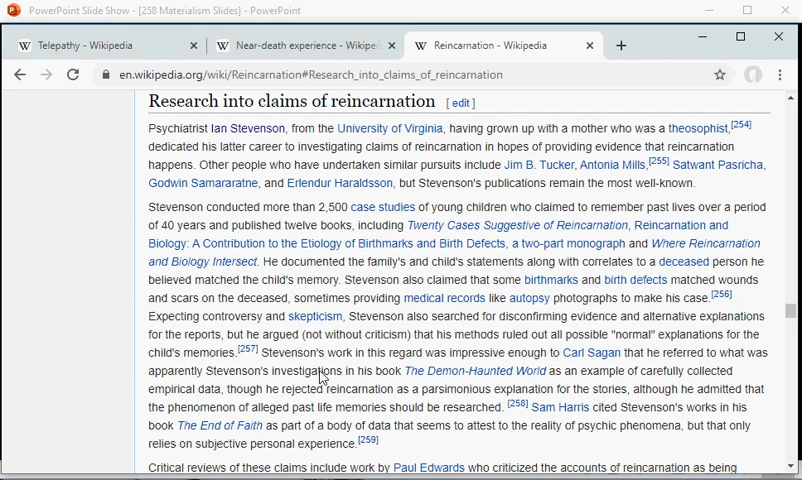 PowerPoint Slide Show - [258 Materialism Slides] - PowerPoint
Telepathy - Wikipedia
Near-death experience - Wikiped
Reincarnation - Wikipedia
en.wikipedia.org/wiki/Reincarnation#Research_into_claims_of_reincarnation
Research into claims of reincarnation [ edit ]
Psychiatrist Ian Stevenson, from the University of Virginia, having grown up with a mother who was a theosophist,[254]
dedicated his latter career to investigating claims of reincarnation in hopes of providing evidence that reincarnation
happens. Other people who have undertaken similar pursuits include Jim B. Tucker, Antonia Mills,[255] Satwant Pasricha,
Godwin Samararatne, and Erlendur Haraldsson, but Stevenson's publications remain the most well-known.
Stevenson conducted more than 2,500 case studies of young children who claimed to remember past lives over a period
of 40 years and published twelve books, including Twenty Cases Suggestive of Reincarnation, Reincarnation and
Biology: A Contribution to the Etiology of Birthmarks and Birth Defects, a two-part monograph and Where Reincarnation
and Biology Intersect. He documented the family's and child's statements along with correlates to a deceased person he
believed matched the child's memory. Stevenson also claimed that some birthmarks and birth defects matched wounds
and scars on the deceased, sometimes providing medical records like autopsy photographs to make his case.[256]
Expecting controversy and skepticism, Stevenson also searched for disconfirming evidence and alternative explanations
for the reports, but he argued (not without criticism) that his methods ruled out all possible "normal" explanations for the
child's memories.[257] Stevenson's work in this regard was impressive enough to Carl Sagan that he referred to what was
apparently Stevenson's investigations in his book The Demon-Haunted World as an example of carefully collected
empirical data, though he rejected reincarnation as a parsimonious explanation for the stories, although he admitted that
the phenomenon of alleged past life memories should be researched. [258] Sam Harris cited Stevenson's works in his
book The End of Faith as part of a body of data that seems to attest to the reality of psychic phenomena, but that only
relies on subjective personal experience.[259]
Critical reviews of these claims include work by Paul Edwards who criticized the accounts of reincarnation as being